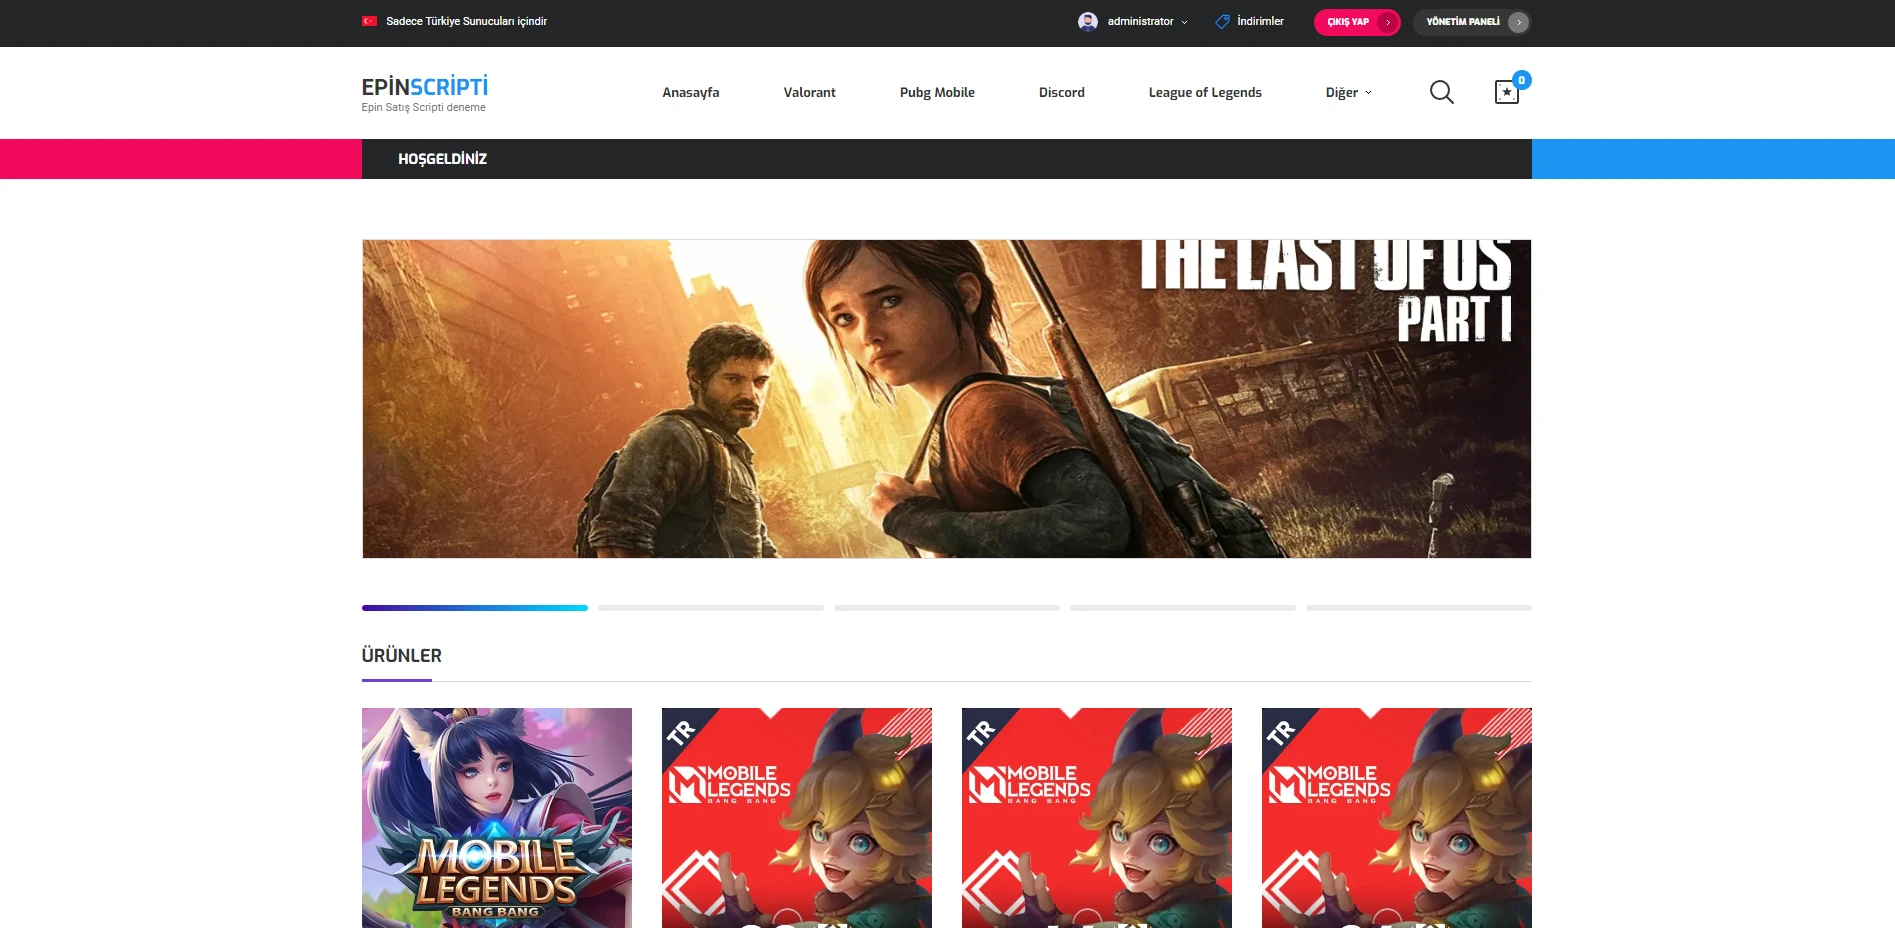 Sadece Türkiye Sunucuları içindir
administrator
İndirimler
ÇIKIŞ YAP
YÖNETİM PANELİ
EPİNSCRİPTİ
Epin Satış Scripti deneme
Anasayfa
Valorant
Pubg Mobile
Discord
League of Legends
Diğer
0
HOŞGELDİNİZ
THE LAST OF US
PART I
ÜRÜNLER
MOBILE
LEGENDS
BANG BANG
TR
MOBILE
LEGENDS
BANG BANG
TR
MOBILE
LEGENDS
BANG BANG
TR
MOBILE
LEGENDS
BANG BANG